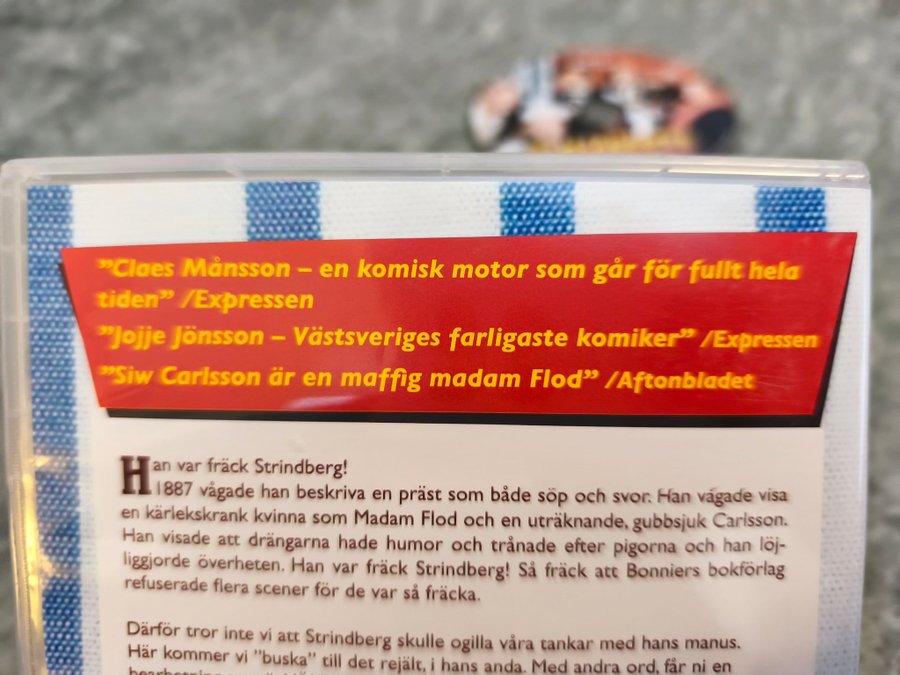 ”Claes Månsson – en komisk motor som går för fullt hela
tiden” /Expressen
”Jojje Jönsson – Västsveriges farligaste komiker” /Expressen
”Siw Carlsson är en maffig madam Flod” /Aftonbladet
Han var fräck Strindberg!
1887 vågade han beskriva en präst som både söp och svor. Han vågade visa
en kärlekskrank kvinna som Madam Flod och en uträknande, gubbsjuk Carlsson.
Han visade att drängarna hade humor och trånade efter pigorna och han löj-
liggjorde överheten. Han var fräck Strindberg! Så fräck att Bonniers bokförlag
refuserade flera scener för de var så fräcka.
Därför tror inte vi att Strindberg skulle ogilla våra tankar med hans manus.
Här kommer vi ”buska” till det rejält, i hans anda. Med andra ord, får ni en